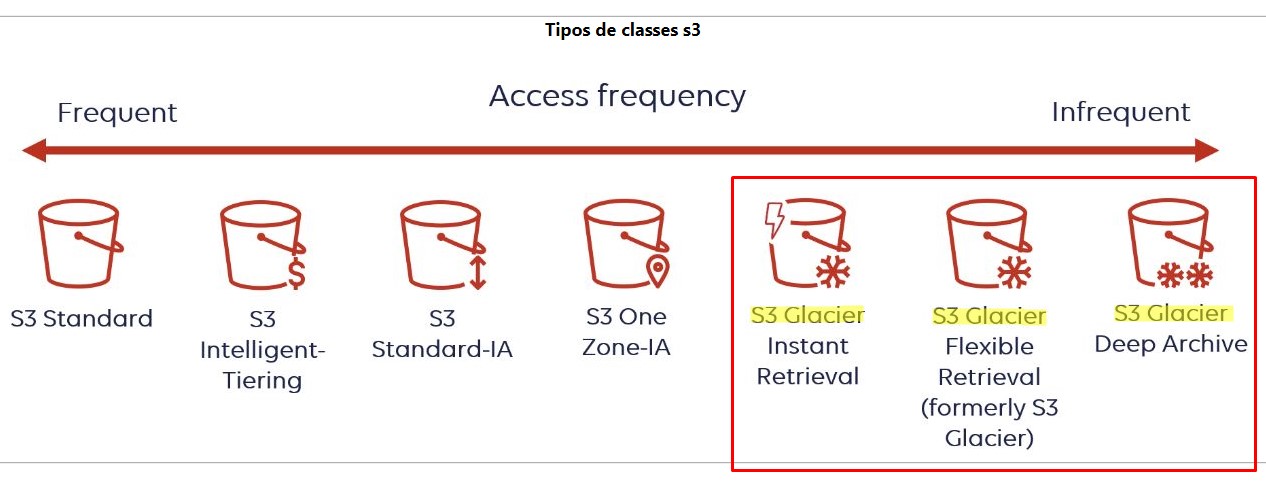 Tipos de classes s3
Access frequency
Frequent
Infrequent
S3 Standard
S3
Intelligent-
Tiering
S3
Standard-IA
S3 One
Zone-IA
S3 Glacier
Instant
Retrieval
S3 Glacier
Flexible
Retrieval
(formerly S3
Glacier)
S3 Glacier
Deep Archive